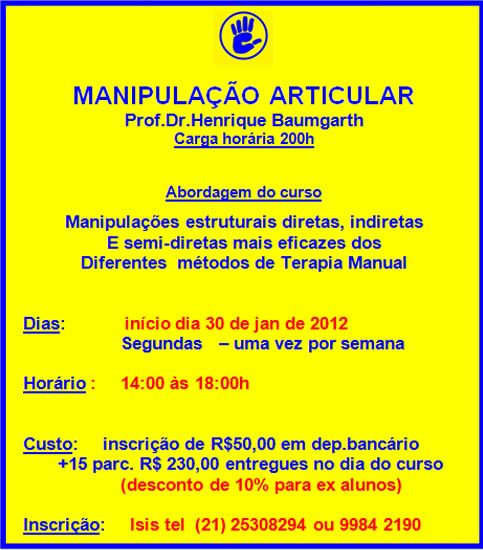 MANIPULAÇÃO ARTICULAR
Prof.Dr.Henrique Baumgarth
Carga horária 200h
Abordagem do curso
Manipulações estruturais diretas, indiretas
E semi-diretas mais eficazes dos
Diferentes métodos de Terapia Manual
Dias: início dia 30 de jan de 2012
Segundas – uma vez por semana
Horário : 14:00 às 18:00h
Custo: inscrição de R$50,00 em dep.bancário
+15 parc. R$ 230,00 entregues no dia do curso
(desconto de 10% para ex alunos)
Inscrição: Isis tel (21) 25308294 ou 9984 2190